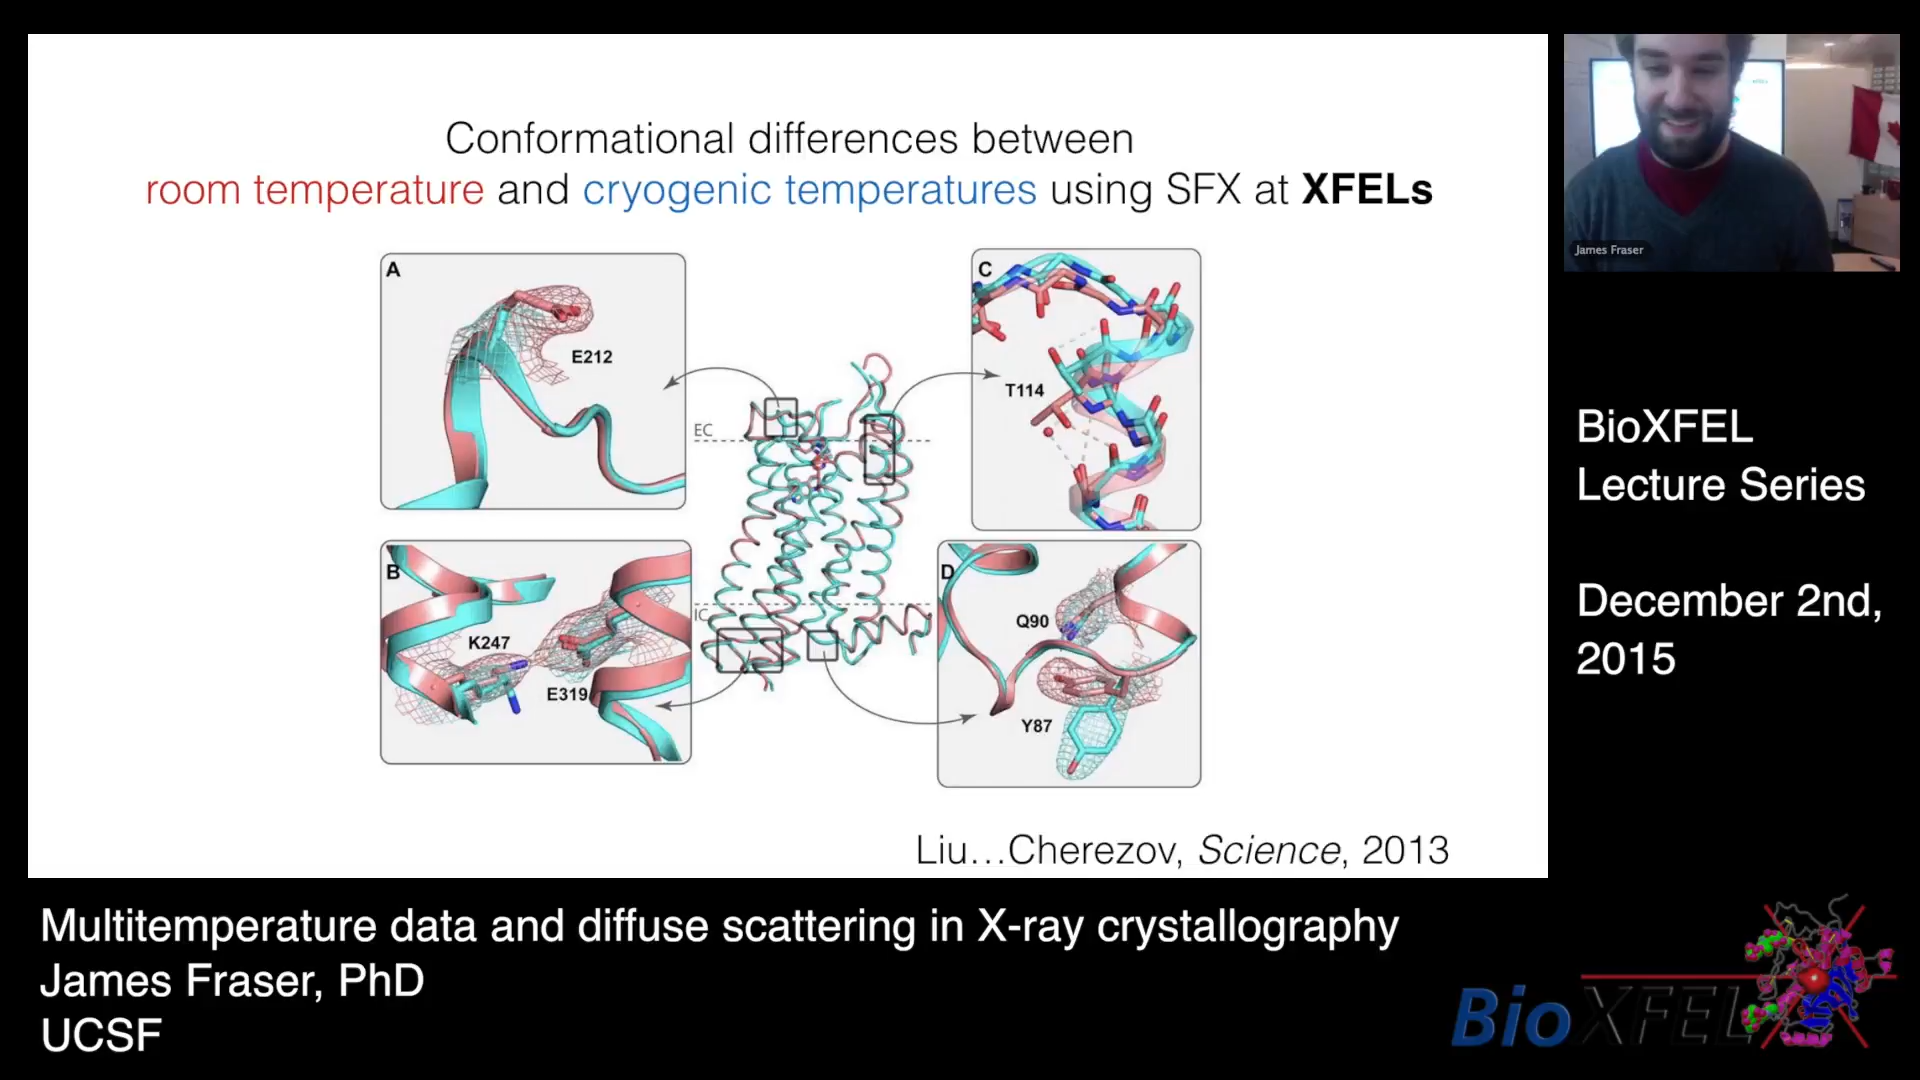 Conformational differences between
room temperature and cryogenic temperatures using SFX at XFELs
A
E212
C
T114
EC
IC
B
K247
E319
D
Q90
Y87
Liu...Cherezov, Science, 2013
James Fraser
BioXFEL
Lecture Series
December 2nd,
2015
Multitemperature data and diffuse scattering in X-ray crystallography
James Fraser, PhD
UCSF
BioXFEL